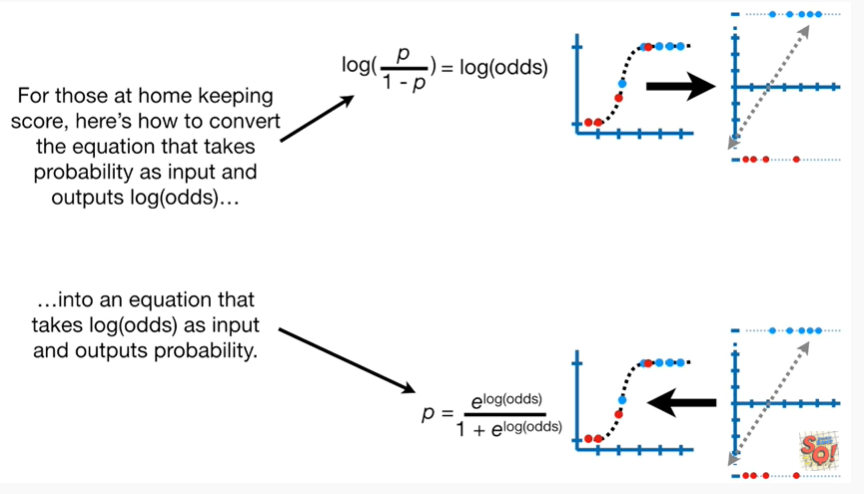 For those at home keeping
score, here's how to convert
the equation that takes
probability as input and
outputs log(odds)…
log(p / 1 - p) = log(odds)
…into an equation that
takes log(odds) as input
and outputs probability.
p = e^log(odds) / 1 + e^log(odds)
SQ!